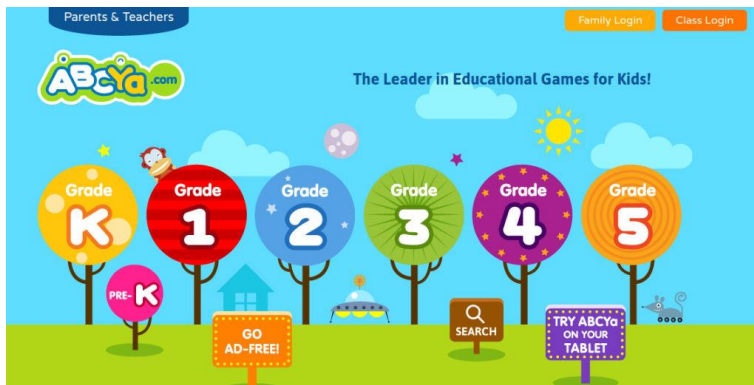 Parents & Teachers
Family Login
Class Login
ABCYa.com
The Leader in Educational Games for Kids!
Grade
K
Grade
1
Grade
2
Grade
3
Grade
4
Grade
5
PRE-K
GO
AD-FREE!
SEARCH
TRY ABCYa
ON YOUR
TABLET